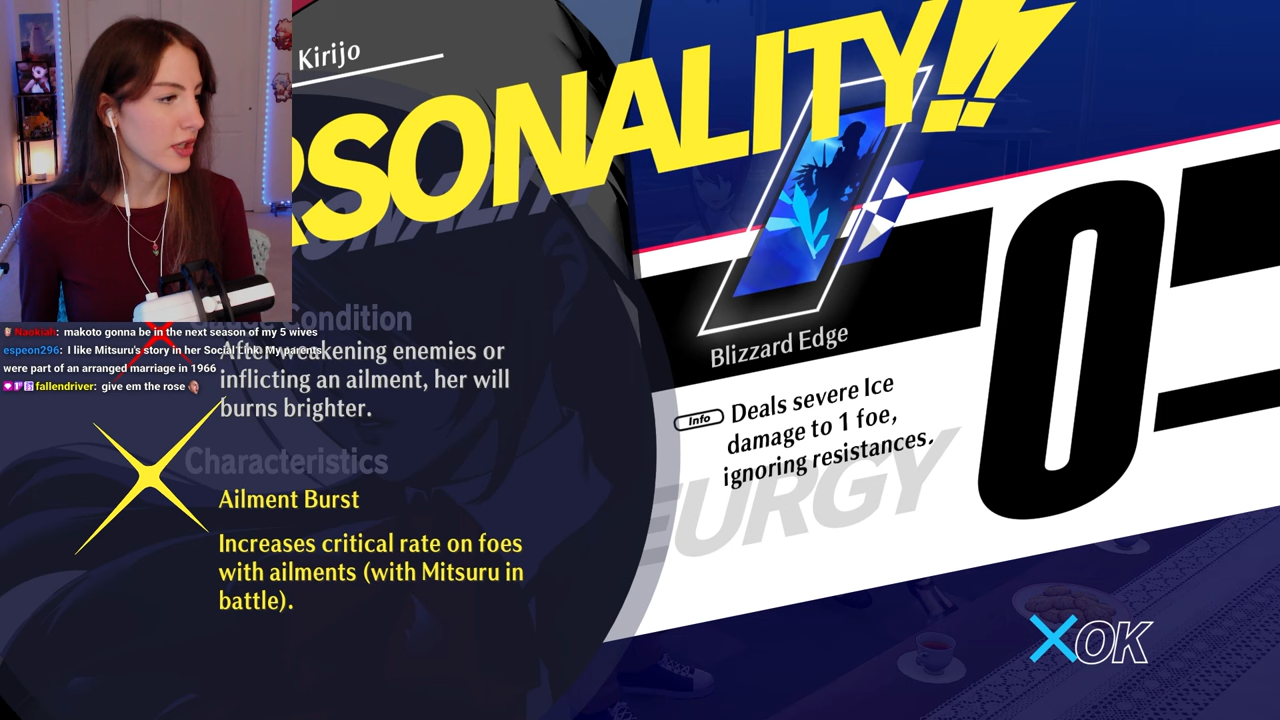 Kirijo
RSONALITY!!
Condition
After weakening enemies or
inflicting an ailment, her will
burns brighter.
Characteristics
Ailment Burst
Increases critical rate on foes
with ailments (with Mitsuru in
battle).
Naokiah: makoto gonna be in the next season of my 5 wives
espeon296: I like Mitsuru's story in her Social Link! My parents
were part of an arranged marriage in 1966
fallendriver: give em the rose
Blizzard Edge
Info Deals severe Ice
damage to 1 foe,
ignoring resistances.
EURGY
0
XOK